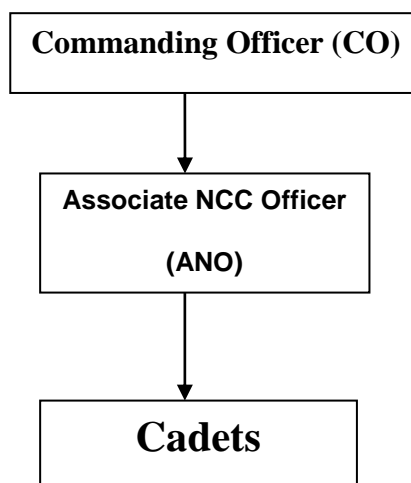 Commanding Officer (CO)
Associate NCC Officer
(ANO)
Cadets